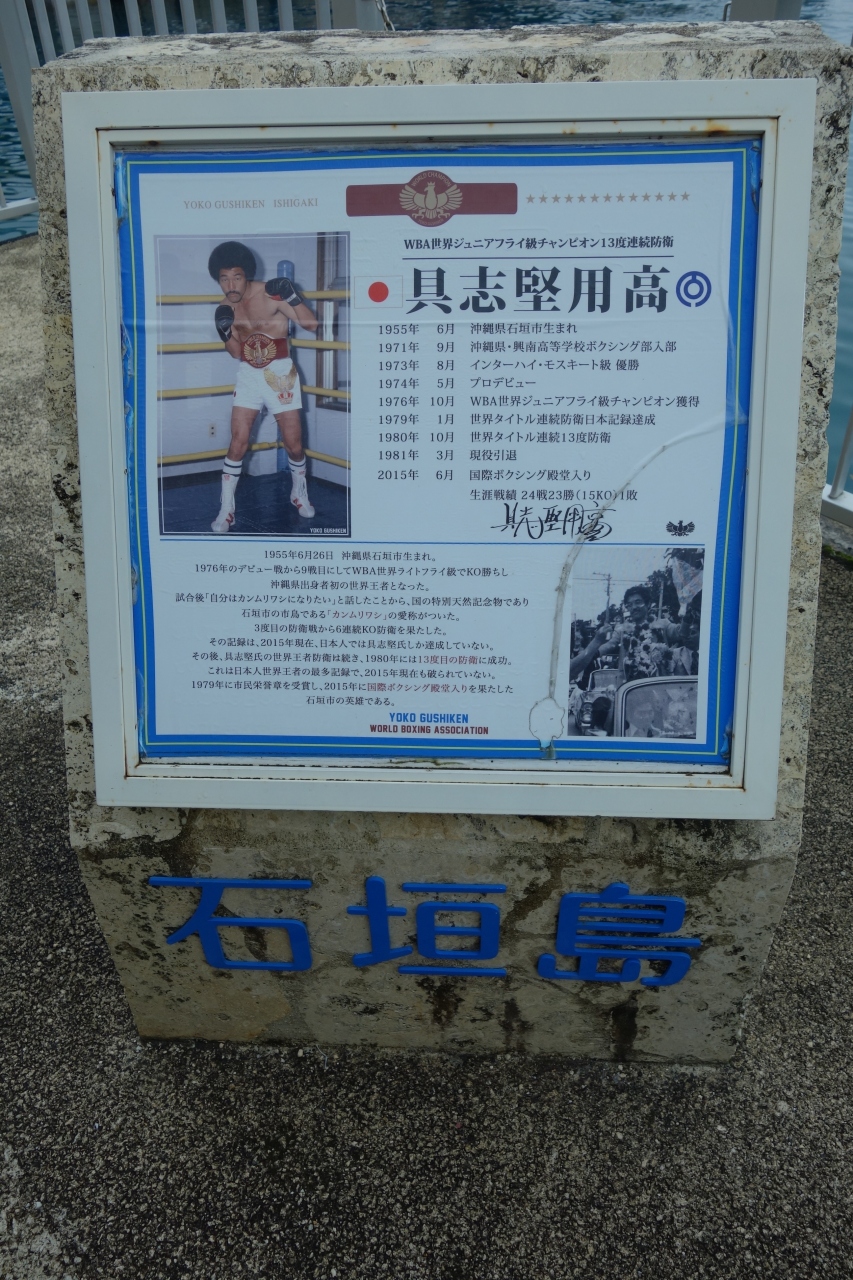 YOKO GUSHIKEN ISHIGAKI
WORLD CHAMPION
★★★★★★★★★★★★★
WBA世界ジュニアフライ級チャンピオン13度連続防衛
具志堅用高
1955年 6月 沖縄県石垣市生まれ
1971年 9月 沖縄県・興南高等学校ボクシング部入部
1973年 8月 インターハイ・モスキート級 優勝
1974年 5月 プロデビュー
1976年 10月 WBA世界ジュニアフライ級チャンピオン獲得
1979年 1月 世界タイトル連続防衛日本記録達成
1980年 10月 世界タイトル連続13度防衛
1981年 3月 現役引退
2015年 6月 国際ボクシング殿堂入り
生涯戦績 24戦23勝(15KO)1敗
具志堅用高
YOKO GUSHIKEN
1955年6月26日 沖縄県石垣市生まれ。
1976年のデビュー戦から9戦目にしてWBA世界ライトフライ級でKO勝ちし
沖縄県出身者初の世界王者となった。
試合後「自分はカンムリワシになりたい」と話したことから、国の特別天然記念物であり
石垣市の市鳥である「カンムリワシ」の愛称がついた。
3度目の防衛戦から6連続KO防衛を果たした。
その記録は、2015年現在、日本人では具志堅氏しか達成していない。
その後、具志堅氏の世界王者防衛は続き、1980年には13度目の防衛に成功。
これは日本人世界王者の最多記録で、2015年現在も破られていない。
1979年に市民栄誉章を受賞し、2015年に国際ボクシング殿堂入りを果たした
石垣市の英雄である。
YOKO GUSHIKEN
WORLD BOXING ASSOCIATION
石垣島